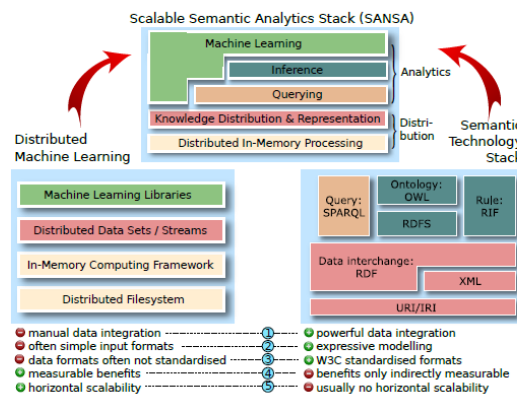 Scalable Semantic Analytics Stack (SANSA)
Machine Learning
Inference
Querying
Knowledge Distribution & Representation
Distributed In-Memory Processing
Analytics
Distri-
bution
Distributed
Machine Learning
Semantic
Technology
Stack
Machine Learning Libraries
Distributed Data Sets / Streams
In-Memory Computing Framework
Distributed Filesystem
Query:
SPARQL
Ontology:
OWL
RDFS
Rule:
RIF
Data interchange:
RDF
XML
URI/IRI
manual data integration 1 powerful data integration
often simple input formats 2 expressive modelling
data formats often not standardised 3 W3C standardised formats
measurable benefits 4 benefits only indirectly measurable
horizontal scalability 5 usually no horizontal scalability